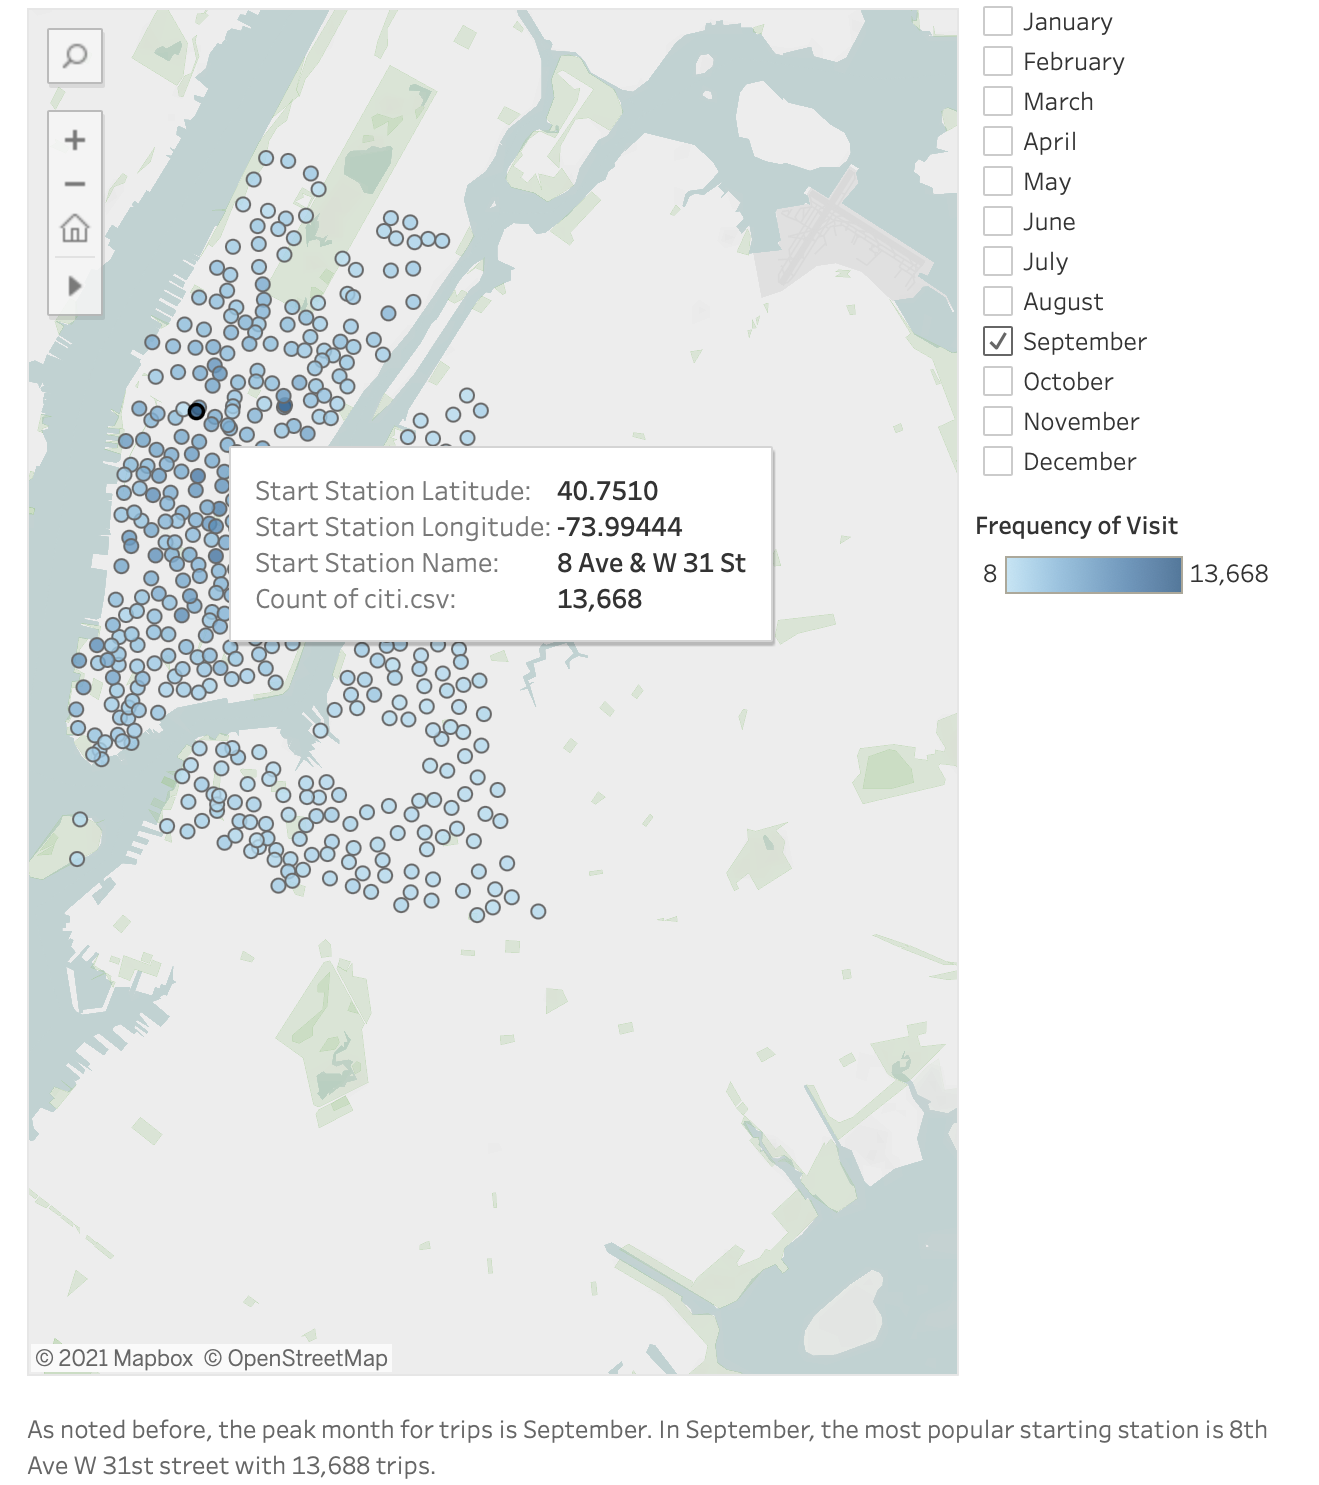 January
February
March
April
May
June
July
August
September
October
November
December
Frequency of Visit
8 13,668
Start Station Latitude: 40.7510
Start Station Longitude: -73.99444
Start Station Name: 8 Ave & W 31 St
Count of citi.csv: 13,668
© 2021 Mapbox © OpenStreetMap
As noted before, the peak month for trips is September. In September, the most popular starting station is 8th
Ave W 31st street with 13,688 trips.